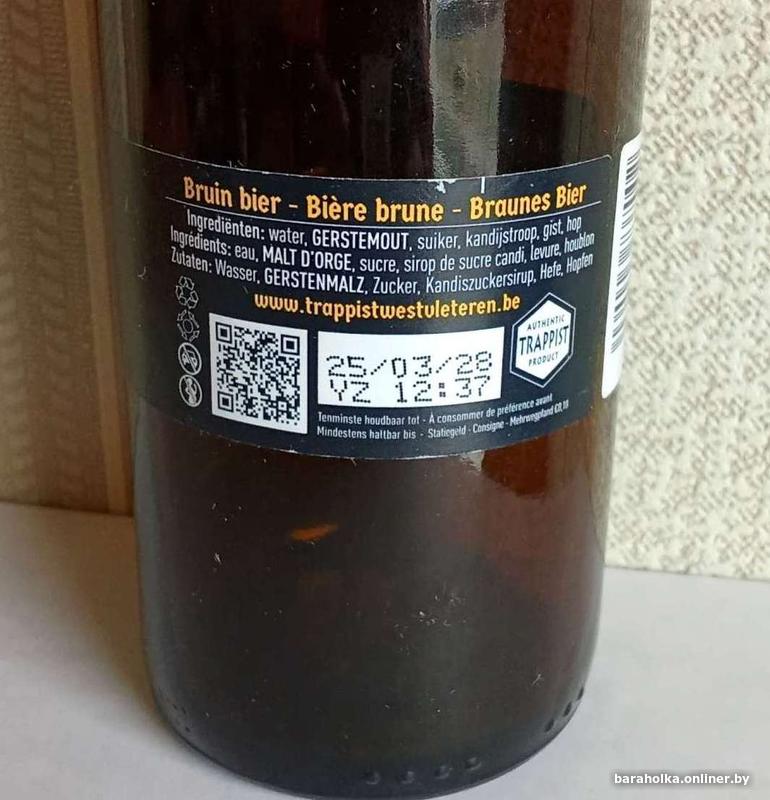 Bruin bier - Bière brune - Braunes Bier
Ingrediënten: water, GERSTEMOUT, suiker, kandijstroop, gist, hop
Ingrédients: eau, MALT D'ORGE, sucre, sirop de sucre candi, levure, houblon
Zutaten: Wasser, GERSTENMALZ, Zucker, Kandiszuckersirup, Hefe, Hopfen
www.trappistwestvleteren.be
AUTHENTIC
TRAPPIST
PRODUCT
25/03/28
YZ 12:37
Tenminste houdbaar tot - À consommer de préférence avant
Mindestens haltbar bis - Statiegeld - Consigne - Mehrwegpfand €0,10
baraholka.onliner.by